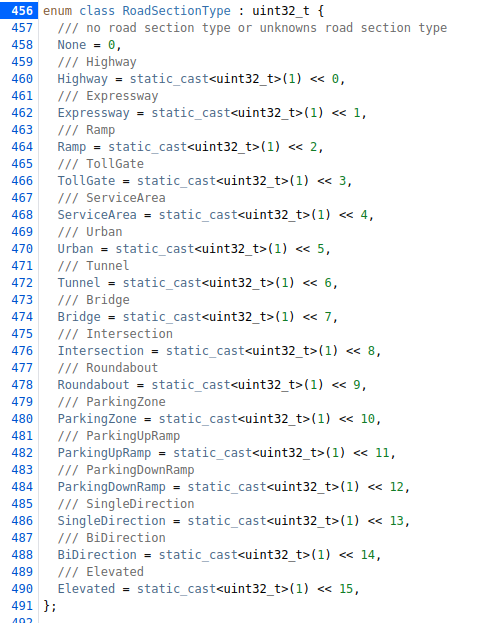 456 enum class RoadSectionType : uint32_t {
457 /// no road section type or unknowns road section type
458 None = 0,
459 /// Highway
460 Highway = static_cast<uint32_t>(1) << 0,
461 /// Expressway
462 Expressway = static_cast<uint32_t>(1) << 1,
463 /// Ramp
464 Ramp = static_cast<uint32_t>(1) << 2,
465 /// TollGate
466 TollGate = static_cast<uint32_t>(1) << 3,
467 /// ServiceArea
468 ServiceArea = static_cast<uint32_t>(1) << 4,
469 /// Urban
470 Urban = static_cast<uint32_t>(1) << 5,
471 /// Tunnel
472 Tunnel = static_cast<uint32_t>(1) << 6,
473 /// Bridge
474 Bridge = static_cast<uint32_t>(1) << 7,
475 /// Intersection
476 Intersection = static_cast<uint32_t>(1) << 8,
477 /// Roundabout
478 Roundabout = static_cast<uint32_t>(1) << 9,
479 /// ParkingZone
480 ParkingZone = static_cast<uint32_t>(1) << 10,
481 /// ParkingUpRamp
482 ParkingUpRamp = static_cast<uint32_t>(1) << 11,
483 /// ParkingDownRamp
484 ParkingDownRamp = static_cast<uint32_t>(1) << 12,
485 /// SingleDirection
486 SingleDirection = static_cast<uint32_t>(1) << 13,
487 /// BiDirection
488 BiDirection = static_cast<uint32_t>(1) << 14,
489 /// Elevated
490 Elevated = static_cast<uint32_t>(1) << 15,
491 };
492